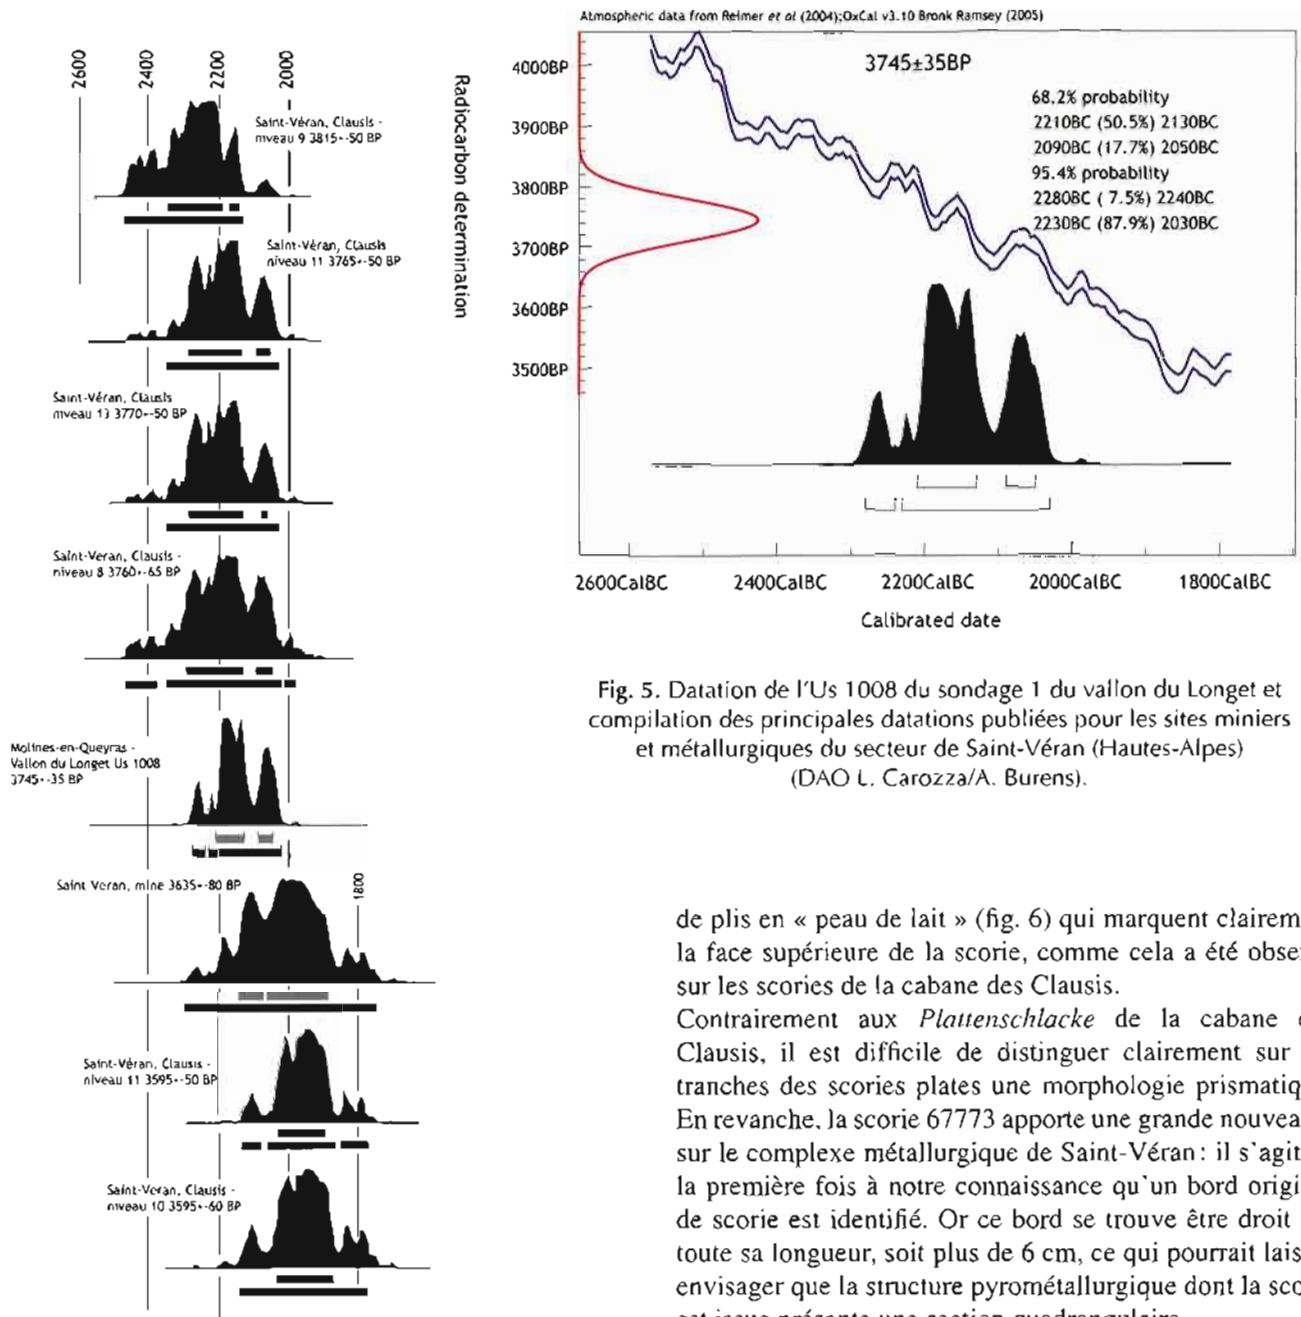 2600
2400
2200
2000
Saint-Véran, Clausis -
niveau 9 3815+-50 BP
Saint-Véran, Clausis
niveau 11 3765+-50 BP
Saint-Véran, Clausis
niveau 13 3770+-50 BP
Saint-Veran, Clausis -
niveau 8 3760+-65 BP
Molines-en-Queyras -
Vallon du Longet Us 1008
3745+-35 BP
Saint Veran, mine 3635+-80 BP
1800
Saint-Véran, Clausis -
niveau 11 3595+-50 BP
Saint-Veran, Clausis -
niveau 10 3595+-60 BP
Atmospheric data from Reimer et al (2004);OxCal v3.10 Bronk Ramsey (2005)
Radiocarbon determination
4000BP
3900BP
3800BP
3700BP
3600BP
3500BP
3745±35BP
68.2% probability
2210BC (50.5%) 2130BC
2090BC (17.7%) 2050BC
95.4% probability
2280BC ( 7.5%) 2240BC
2230BC (87.9%) 2030BC
2600CalBC 2400CalBC 2200CalBC 2000CalBC 1800CalBC
Calibrated date
Fig. 5. Datation de l'Us 1008 du sondage 1 du vallon du Longet et
compilation des principales datations publiées pour les sites miniers
et métallurgiques du secteur de Saint-Véran (Hautes-Alpes)
(DAO L. Carozza/A. Burens).
de plis en « peau de lait » (fig. 6) qui marquent clairem
la face supérieure de la scorie, comme cela a été obser
sur les scories de la cabane des Clausis.
Contrairement aux Plattenschlacke de la cabane
Clausis, il est difficile de distinguer clairement sur
tranches des scories plates une morphologie prismatiq
En revanche, la scorie 67773 apporte une grande nouvea
sur le complexe métallurgique de Saint-Véran : il s'agit
la première fois à notre connaissance qu'un bord origi
de scorie est identifié. Or ce bord se trouve être droit
toute sa longueur, soit plus de 6 cm, ce qui pourrait lais
envisager que la structure pyrométallurgique dont la sco
est issue présente une section quadrangulaire